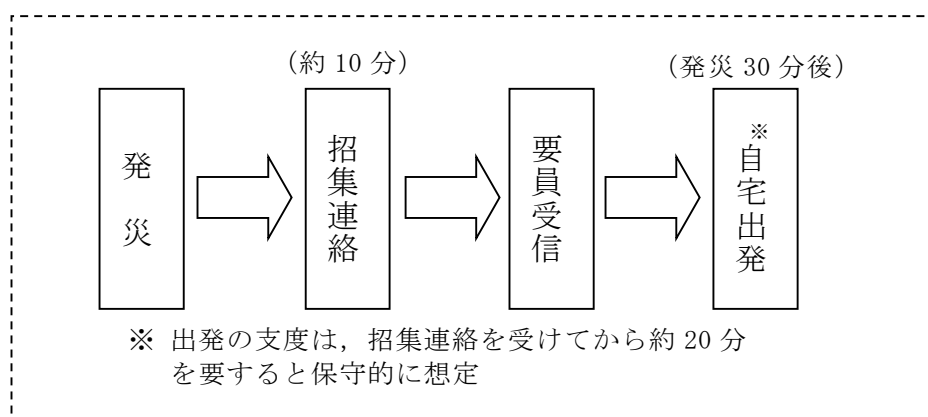 （約 10 分）
（発災 30 分後）
発災
招集連絡
要員受信
※自宅出発
※ 出発の支度は，招集連絡を受けてから約 20 分
を要すると保守的に想定